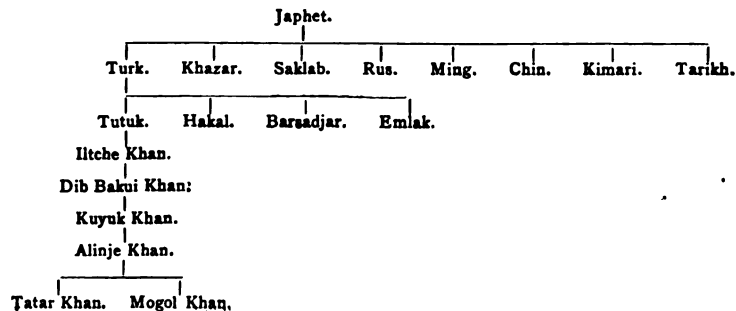 Japhet.
Turk. Khazar. Saklab. Rus. Ming. Chin. Kimari. Tarikh.
Tutuk. Hakal. Barsadjar. Emlak.
Iltche Khan.
Dib Bakui Khan:
Kuyuk Khan.
Alinje Khan.
Tatar Khan. Mogol Khan,